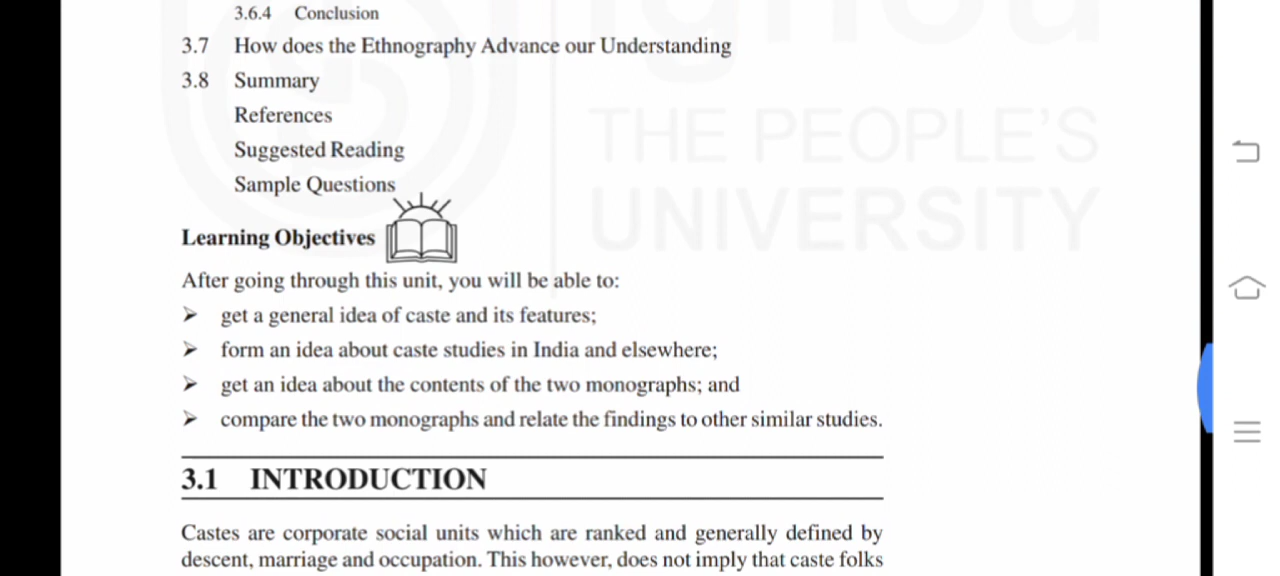 3.6.4 Conclusion
3.7 How does the Ethnography Advance our Understanding
3.8 Summary
References
Suggested Reading
Sample Questions
ignou
THE PEOPLE'S
UNIVERSITY
Learning Objectives
After going through this unit, you will be able to:
➢ get a general idea of caste and its features;
➢ form an idea about caste studies in India and elsewhere;
➢ get an idea about the contents of the two monographs; and
➢ compare the two monographs and relate the findings to other similar studies.
3.1 INTRODUCTION
Castes are corporate social units which are ranked and generally defined by
descent, marriage and occupation. This however, does not imply that caste folks